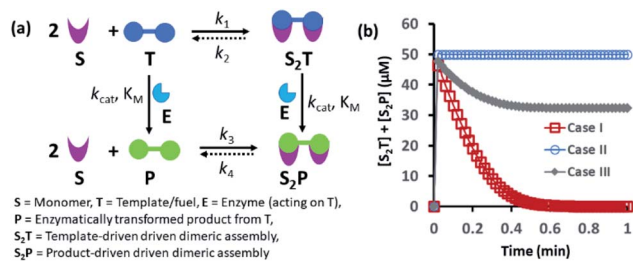 (a)
2 S + T
k1
k2
S2T
kcat, KM
E
E
kcat, KM
2 S + P
k3
k4
S2P
S = Monomer, T = Template/fuel, E = Enzyme (acting on T),
P = Enzymatically transformed product from T,
S2T = Template-driven driven dimeric assembly,
S2P = Product-driven driven dimeric assembly
(b)
[S2T] + [S2P] (µM)
60
50
40
30
20
10
0
Case I
Case II
Case III
0 0.2 0.4 0.6 0.8 1
Time (min)